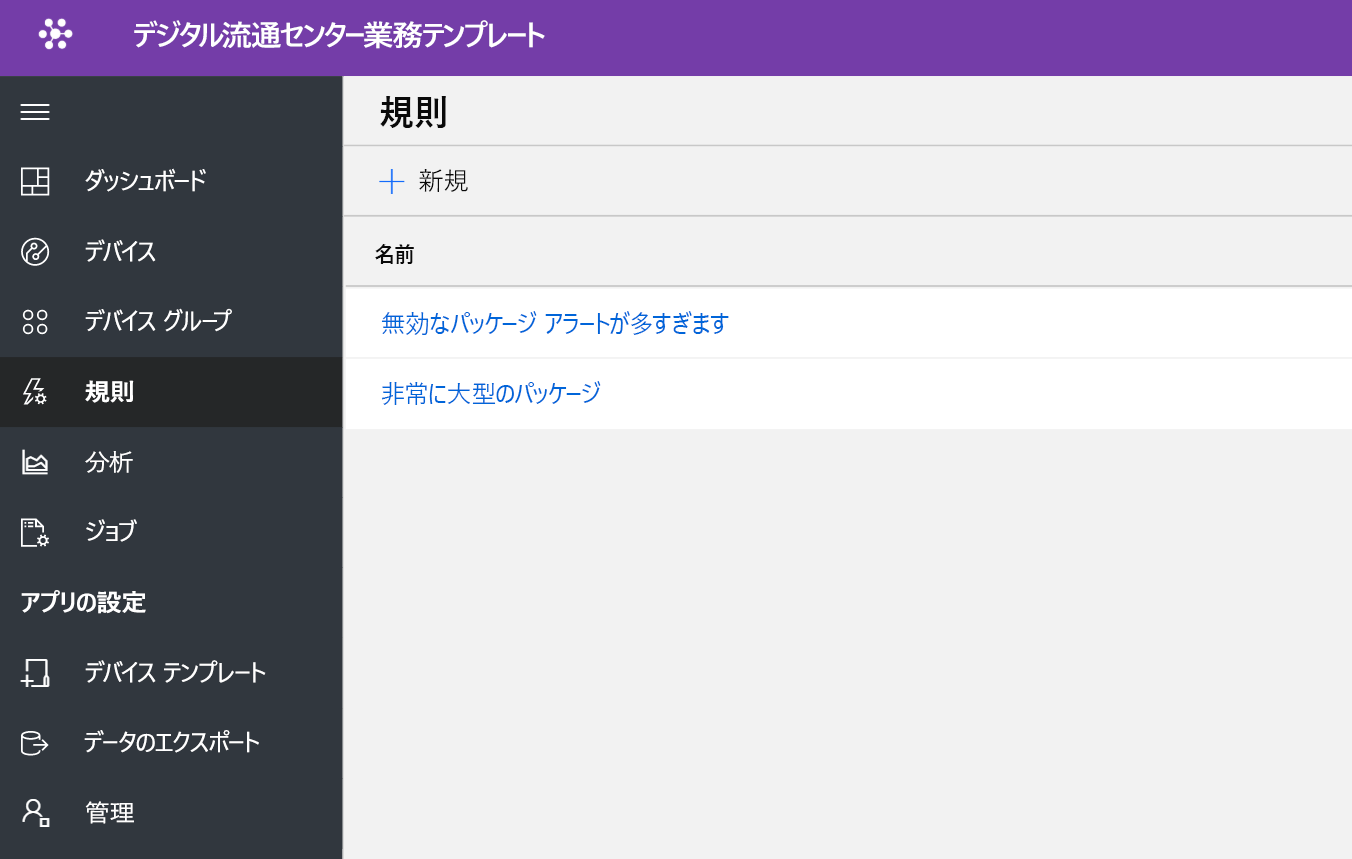 デジタル流通センター業務テンプレート
ダッシュボード
デバイス
デバイス グループ
規則
分析
ジョブ
アプリの設定
デバイス テンプレート
データのエクスポート
管理
規則
新規
名前
無効なパッケージ アラートが多すぎます
非常に大型のパッケージ